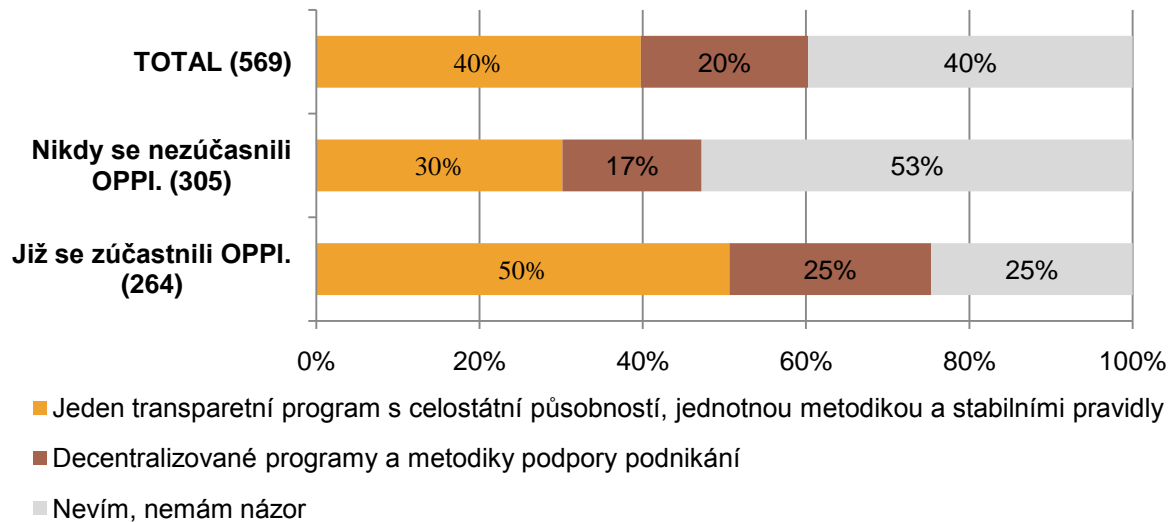 TOTAL (569)
40%
20%
40%
Nikdy se nezúčasnili
OPPI. (305)
30%
17%
53%
Již se zúčastnili OPPI.
(264)
50%
25%
25%
0%
20%
40%
60%
80%
100%
Jeden transparetní program s celostátní působností, jednotnou metodikou a stabilními pravidly
Decentralizované programy a metodiky podpory podnikání
Nevím, nemám názor